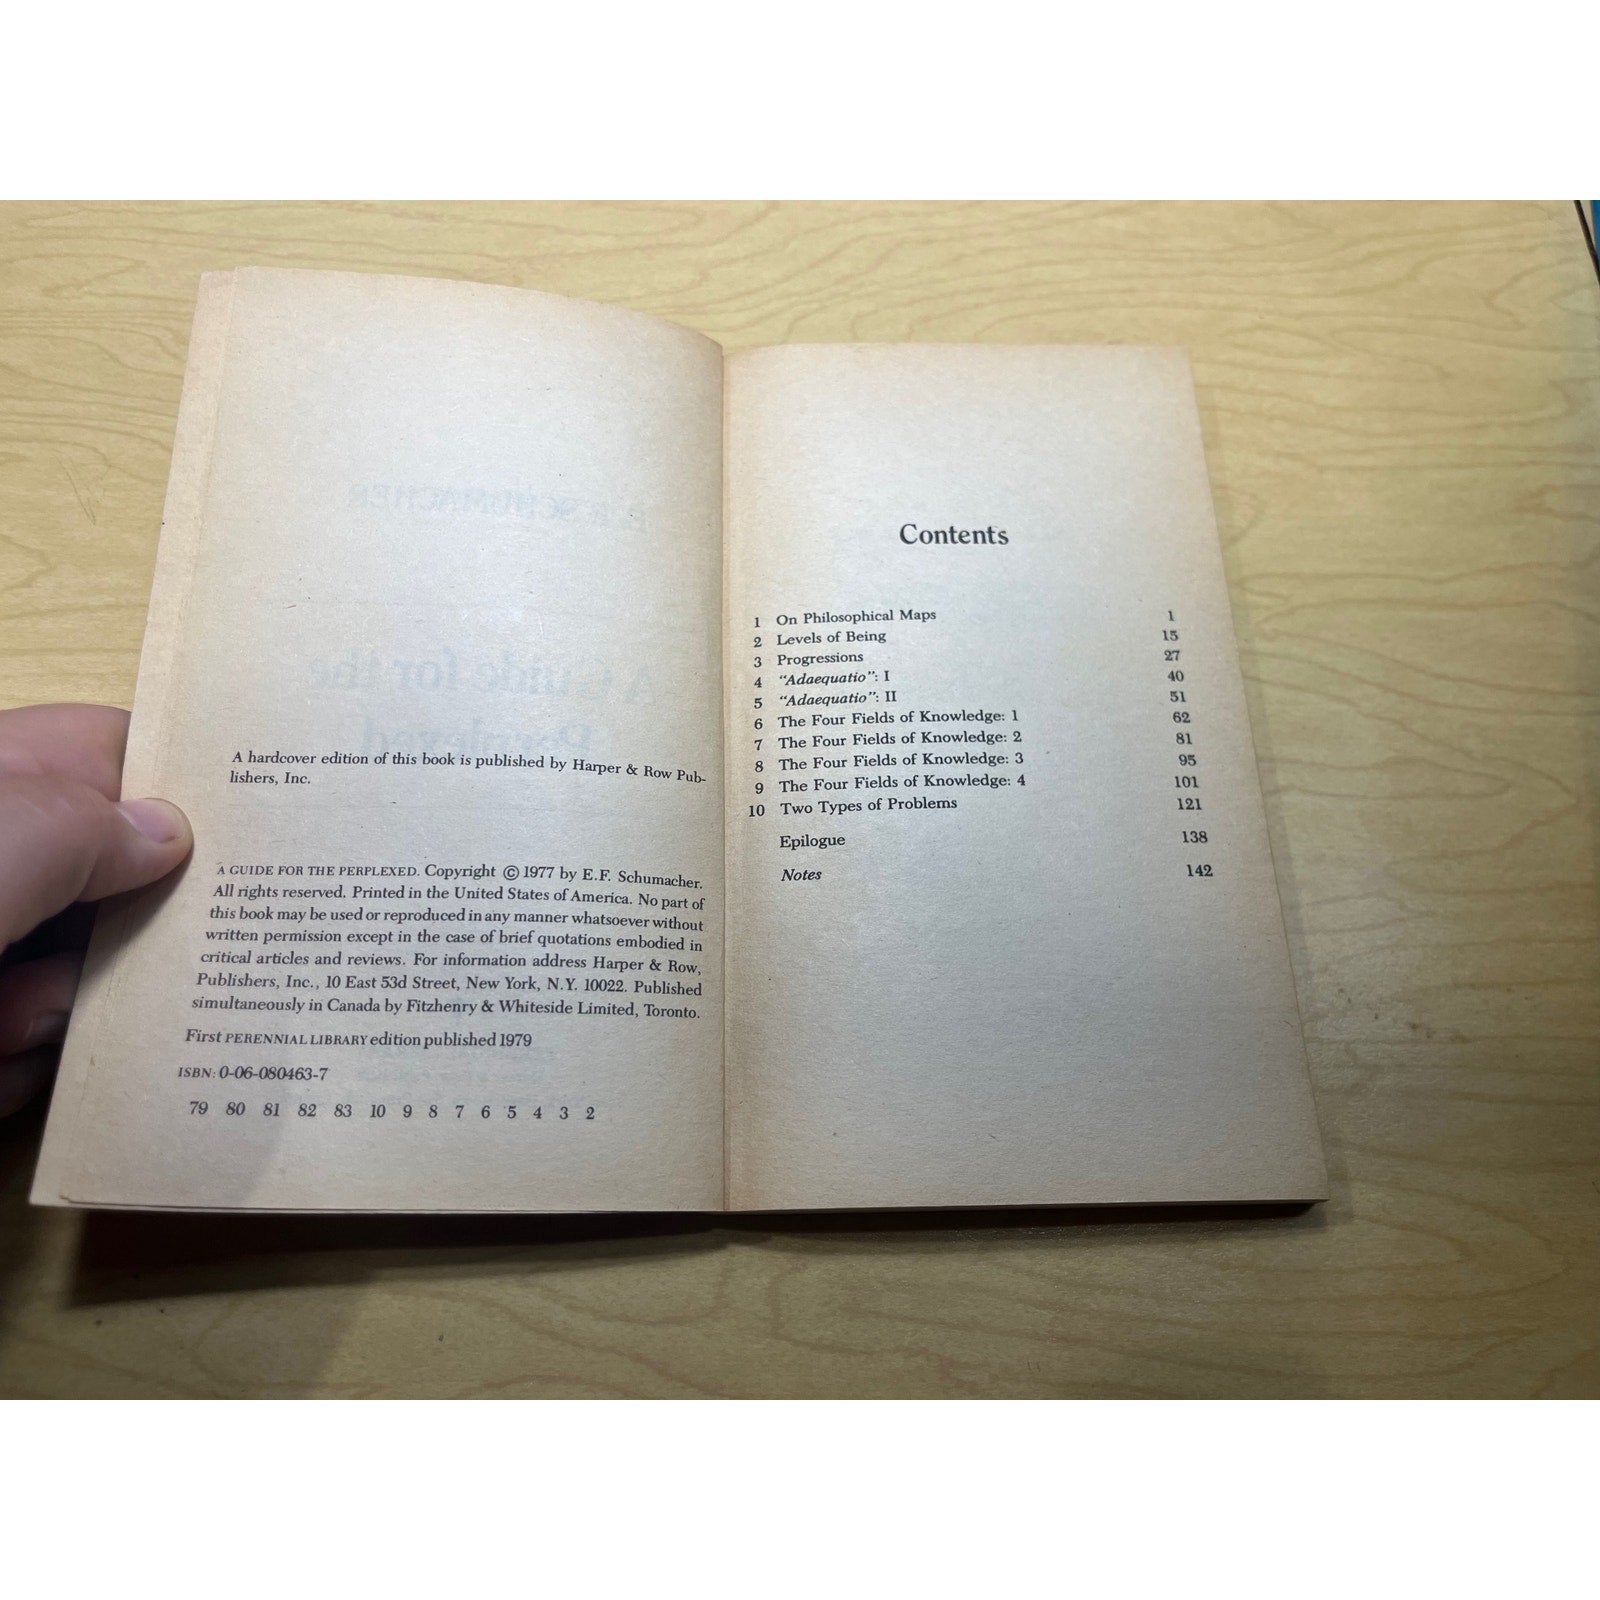 A hardcover edition of this book is published by Harper & Row Pub-
lishers, Inc.
A GUIDE FOR THE PERPLEXED. Copyright © 1977 by E.F. Schumacher.
All rights reserved. Printed in the United States of America. No part of
this book may be used or reproduced in any manner whatsoever without
written permission except in the case of brief quotations embodied in
critical articles and reviews. For information address Harper & Row,
Publishers, Inc., 10 East 53d Street, New York, N.Y. 10022. Published
simultaneously in Canada by Fitzhenry & Whiteside Limited, Toronto.
First PERENNIAL LIBRARY edition published 1979
ISBN: 0-06-080463-7
79 80 81 82 83 10 9 8 7 6 5 4 3 2
Contents
1 On Philosophical Maps 1
2 Levels of Being 15
3 Progressions 27
4 "Adaequatio": I 40
5 "Adaequatio": II 51
6 The Four Fields of Knowledge: 1 62
7 The Four Fields of Knowledge: 2 81
8 The Four Fields of Knowledge: 3 95
9 The Four Fields of Knowledge: 4 101
10 Two Types of Problems 121
Epilogue 138
Notes 142